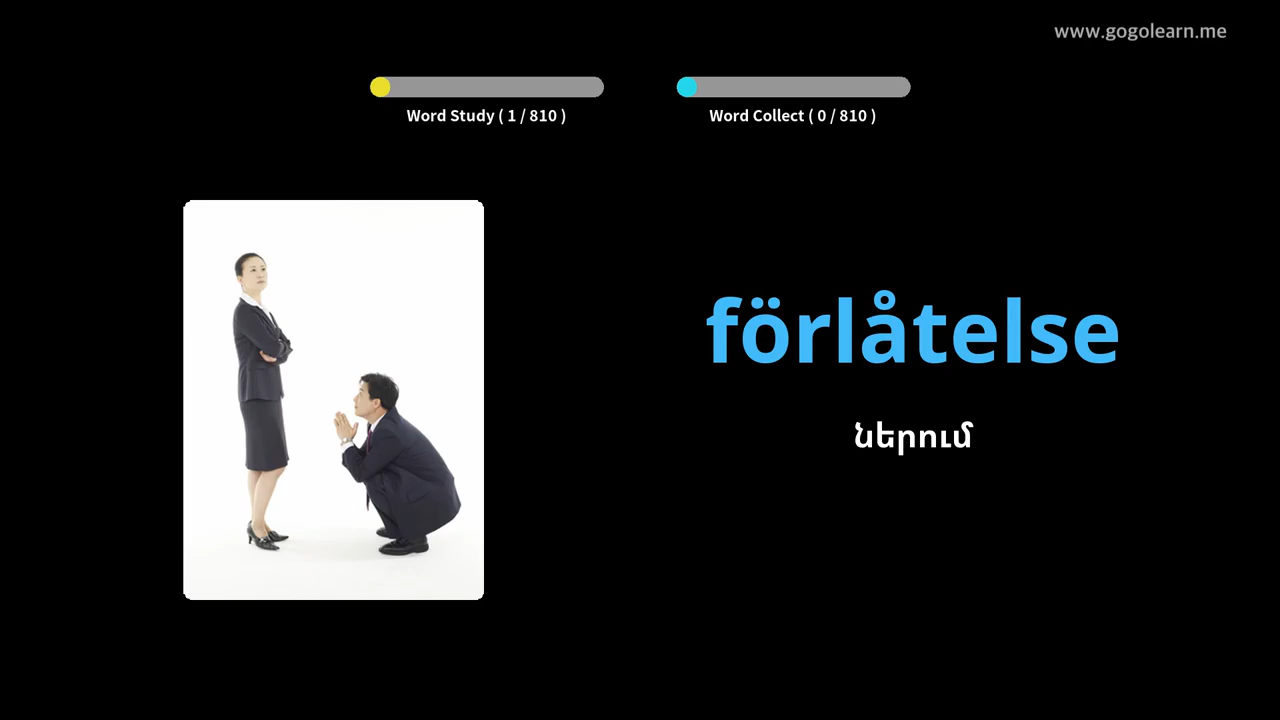 www.gogolearn.me
Word Study ( 1 / 810 )
Word Collect ( 0 / 810 )
förlåtelse
ներում